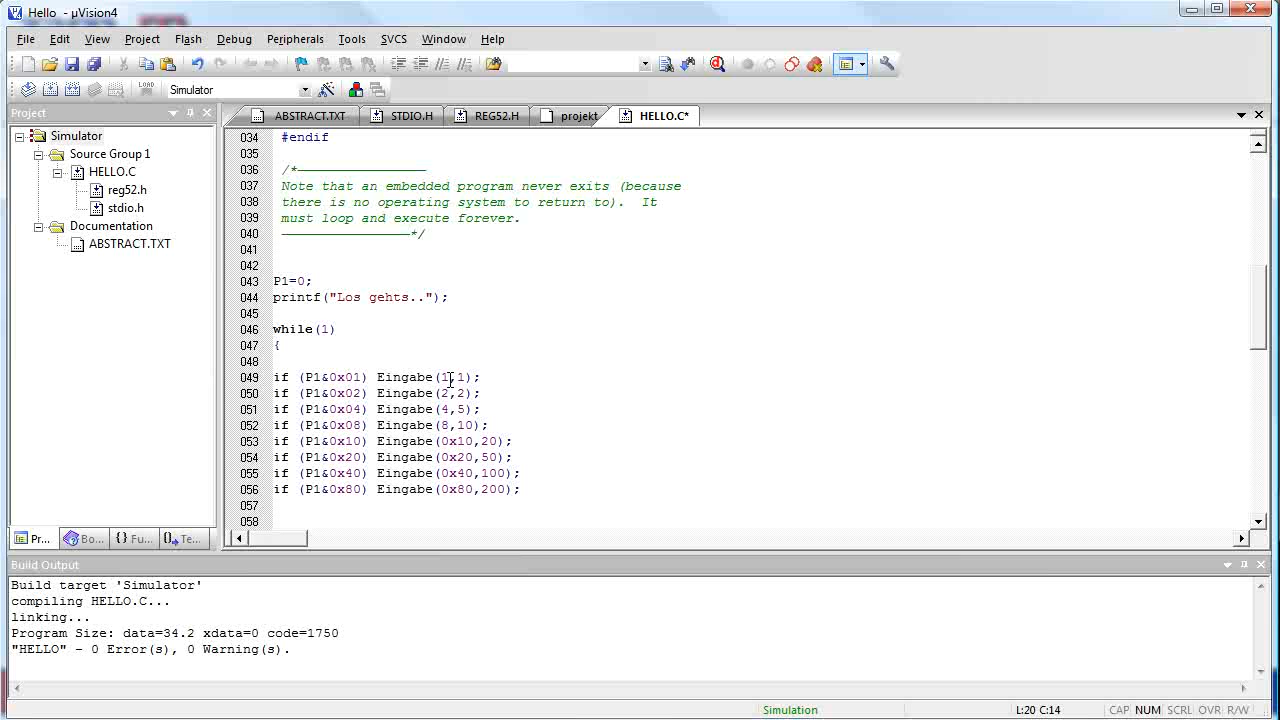 Hello - µVision4
File Edit View Project Flash Debug Peripherals Tools SVCS Window Help
LOAD Simulator
Project
ABSTRACT.TXT STDIO.H REG52.H projekt HELLO.C*
Simulator
Source Group 1
HELLO.C
reg52.h
stdio.h
Documentation
ABSTRACT.TXT
034 #endif
035
036 /*------------------------------------------------
037 Note that an embedded program never exits (because
038 there is no operating system to return to).  It
039 must loop and execute forever.
040 ------------------------------------------------*/
041
042
043 P1=0;
044 printf("Los gehts..");
045
046 while(1)
047 {
048
049 if (P1&0x01) Eingabe(1,1);
050 if (P1&0x02) Eingabe(2,2);
051 if (P1&0x04) Eingabe(4,5);
052 if (P1&0x08) Eingabe(8,10);
053 if (P1&0x10) Eingabe(0x10,20);
054 if (P1&0x20) Eingabe(0x20,50);
055 if (P1&0x40) Eingabe(0x40,100);
056 if (P1&0x80) Eingabe(0x80,200);
057
058
Pr... Bo... {} Fu... {} Te...
Build Output
Build target 'Simulator'
compiling HELLO.C...
linking...
Program Size: data=34.2 xdata=0 code=1750
"HELLO" - 0 Error(s), 0 Warning(s).
Simulation L:20 C:14 CAP NUM SCRL OVR R/W